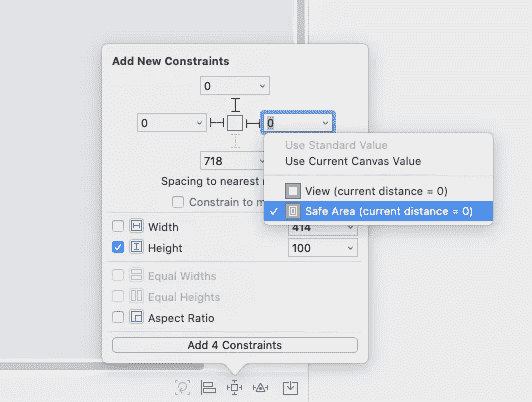 Add New Constraints
0
0
0
Use Standard Value
Use Current Canvas Value
718
Spacing to nearest
View (current distance = 0)
Constrain to
✓ Safe Area (current distance = 0)
Width
414
Height
100
Equal Widths
Equal Heights
Aspect Ratio
Add 4 Constraints